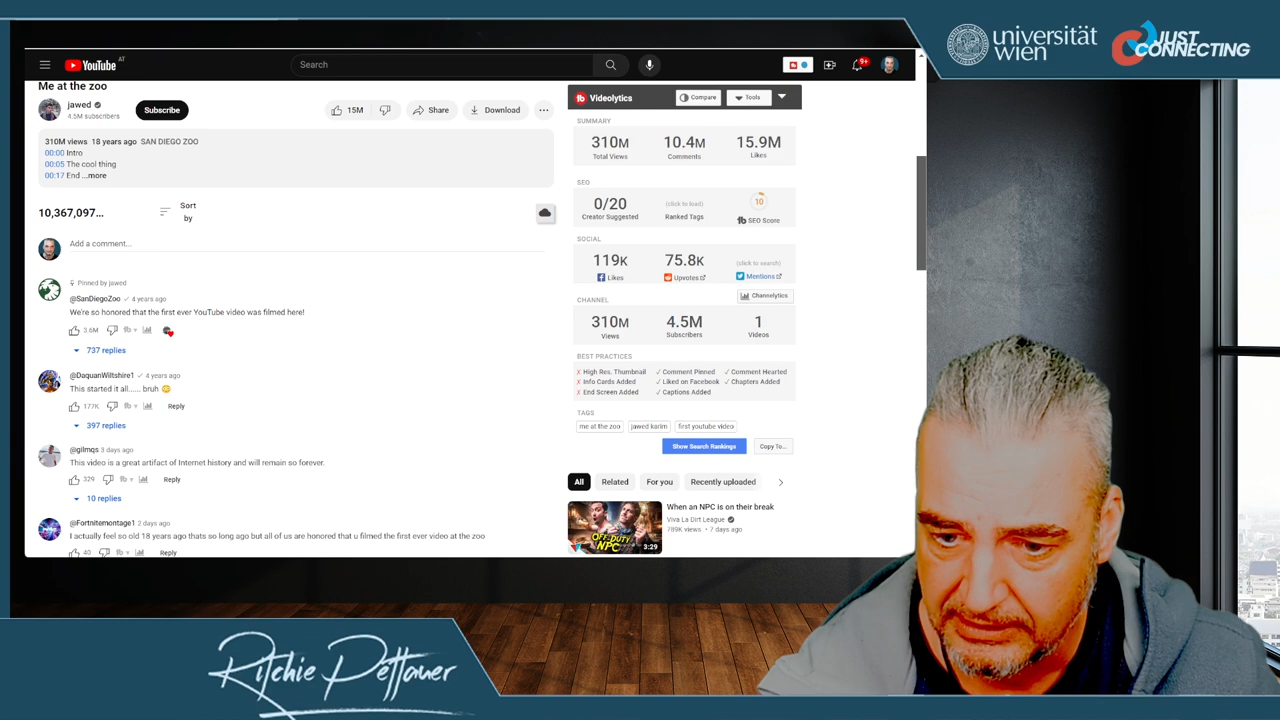 universität
wien
JUST
CONNECTING
YouTube AT
Search
9+
Me at the zoo
jawed
4.5M subscribers
Subscribe
15M
Share
Download
310M views 18 years ago SAN DIEGO ZOO
00:00 Intro
00:05 The cool thing
00:17 End ...more
10,367,097...
Sort
by
Add a comment...
Pinned by jawed
@SanDiegoZoo 4 years ago
We're so honored that the first ever YouTube video was filmed here!
3.6M
737 replies
@DaquanWiltshire1 4 years ago
This started it all...... bruh 😳
177K
Reply
397 replies
@gilmqs 3 days ago
This video is a great artifact of Internet history and will remain so forever.
329
Reply
10 replies
@Fortnitemontage1 2 days ago
I actually feel so old 18 years ago thats so long ago but all of us are honored that u filmed the first ever video at the zoo
40
Reply
tb Videolytics
Compare
Tools
SUMMARY
310M 10.4M 15.9M
Total Views Comments Likes
SEO
0/20 (click to load) 10
Creator Suggested Ranked Tags tb SEO Score
SOCIAL
119K 75.8K (click to search)
Likes Upvotes Mentions
CHANNEL
Channelytics
310M 4.5M 1
Views Subscribers Videos
BEST PRACTICES
✗ High Res. Thumbnail ✓ Comment Pinned ✓ Comment Hearted
✗ Info Cards Added ✓ Liked on Facebook ✓ Chapters Added
✗ End Screen Added ✓ Captions Added
TAGS
me at the zoo jawed karim first youtube video
Show Search Rankings Copy To...
All Related For you Recently uploaded
When an NPC is on their break
Viva La Dirt League
789K views • 7 days ago
OFF-DUTY
NPC
3:29
Ritchie Pettauer